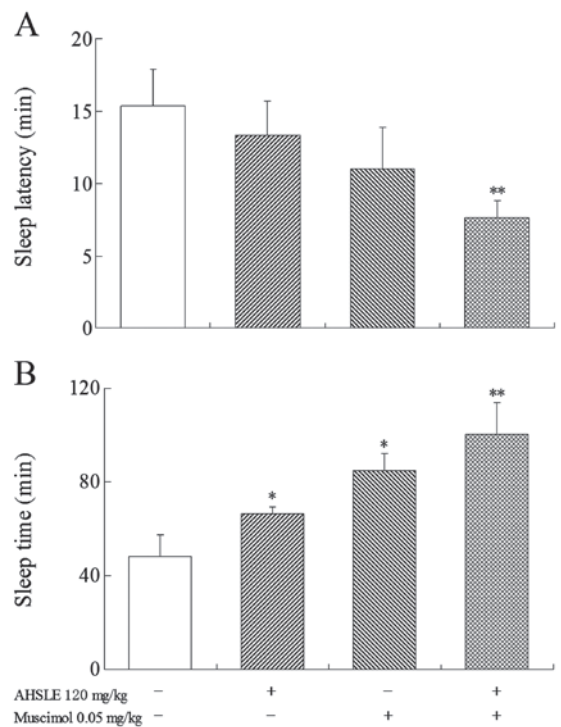 A
20
15
10
5
0
Sleep latency (min)
**
B
120
80
40
0
Sleep time (min)
*
*
**
AHSLE 120 mg/kg − + − +
Muscimol 0.05 mg/kg − − + +